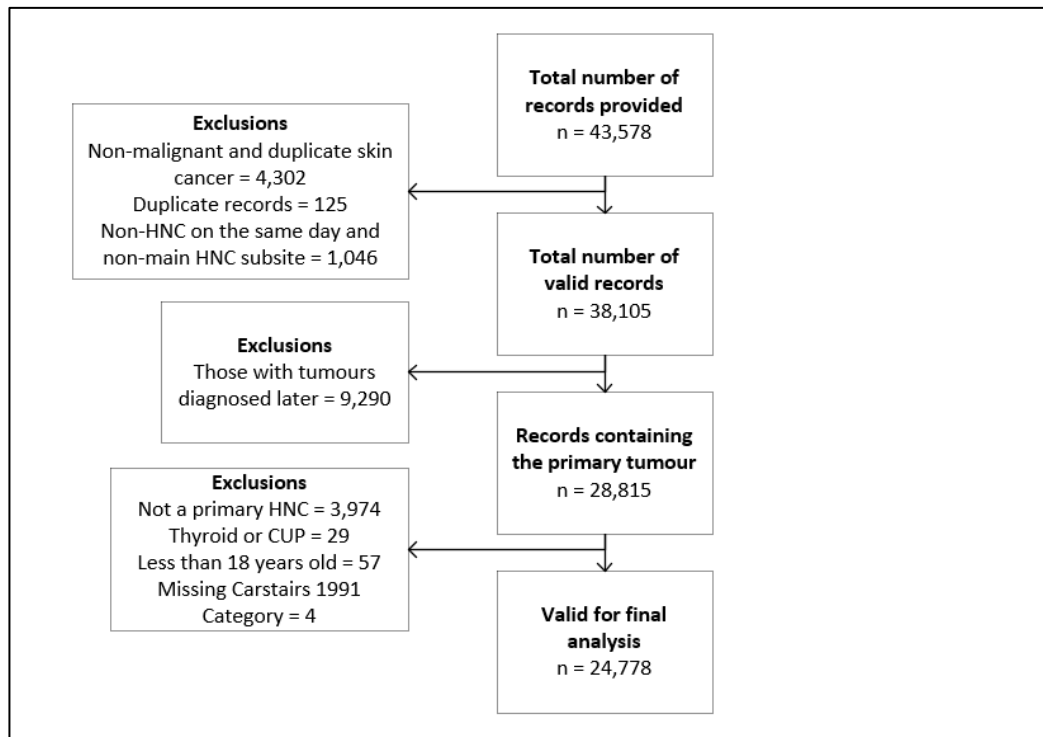 Total number of
records provided
n = 43,578
Exclusions
Non-malignant and duplicate skin
cancer = 4,302
Duplicate records = 125
Non-HNC on the same day and
non-main HNC subsite = 1,046
Total number of
valid records
n = 38,105
Exclusions
Those with tumours
diagnosed later = 9,290
Records containing
the primary tumour
n = 28,815
Exclusions
Not a primary HNC = 3,974
Thyroid or CUP = 29
Less than 18 years old = 57
Missing Carstairs 1991
Category = 4
Valid for final
analysis
n = 24,778